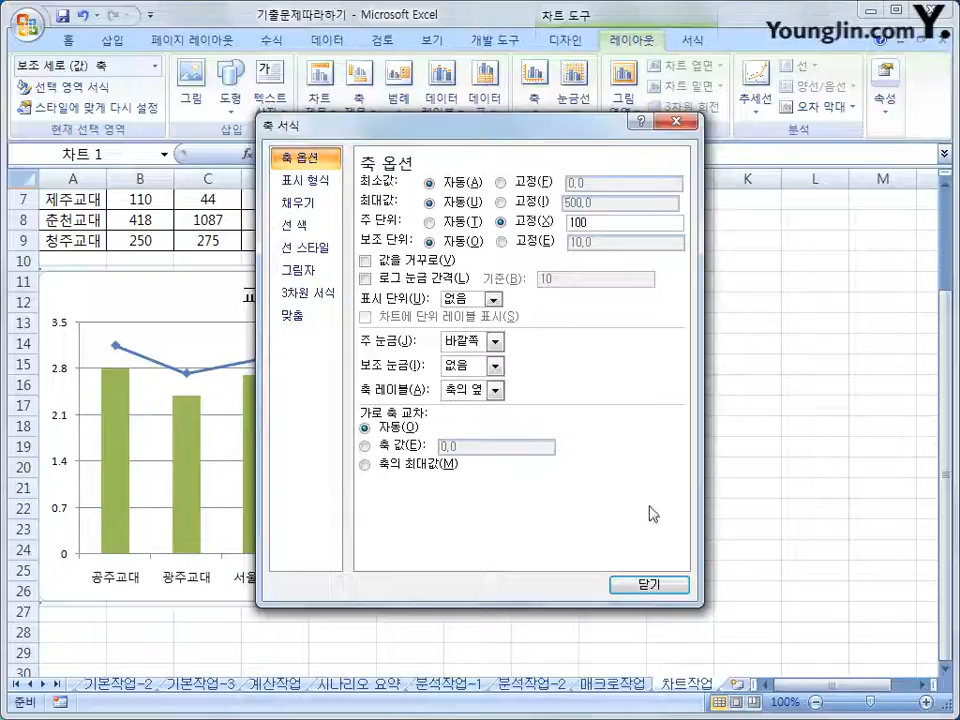 기출문제따라하기 - Microsoft Excel
차트 도구
YoungJin.com
홈 삽입 페이지 레이아웃 수식 데이터 검토 보기 개발 도구 디자인 레이아웃 서식
보조 세로 (값) 축
선택 영역 서식
스타일에 맞게 다시 설정
현재 선택 영역
그림 도형 텍스트
삽입
차트 축 범례 데이터 데이터 축 눈금선 그림
차트 옆면
차트 밑면
3차원 회전
추세선
선
양/음선
오차 막대
분석
속성
차트 1
A B C K L M
7 제주교대 110 44
8 춘천교대 418 1087
9 청주교대 250 275
10
11
12
13
14
15
16
17
18
19
20
21
22
23
24
25
26
27
28
29
30
3.5
2.8
2.1
1.4
0.7
0
공주교대 광주교대
축 서식
축 옵션
표시 형식
채우기
선 색
선 스타일
그림자
3차원 서식
맞춤
축 옵션
최소값: 자동(A) 고정(F) 0.0
최대값: 자동(U) 고정(I) 500.0
주 단위: 자동(T) 고정(X) 100
보조 단위: 자동(O) 고정(E) 10.0
값을 거꾸로(V)
로그 눈금 간격(L) 기준(B): 10
표시 단위(U): 없음
차트에 단위 레이블 표시(S)
주 눈금(J): 바깥쪽
보조 눈금(I): 없음
축 레이블(A): 축의 옆
가로 축 교차:
자동(O)
축 값(E): 0.0
축의 최대값(M)
닫기
기본작업-2 기본작업-3 계산작업 시나리오 요약 분석작업-1 분석작업-2 매크로작업 차트작업
준비
100%